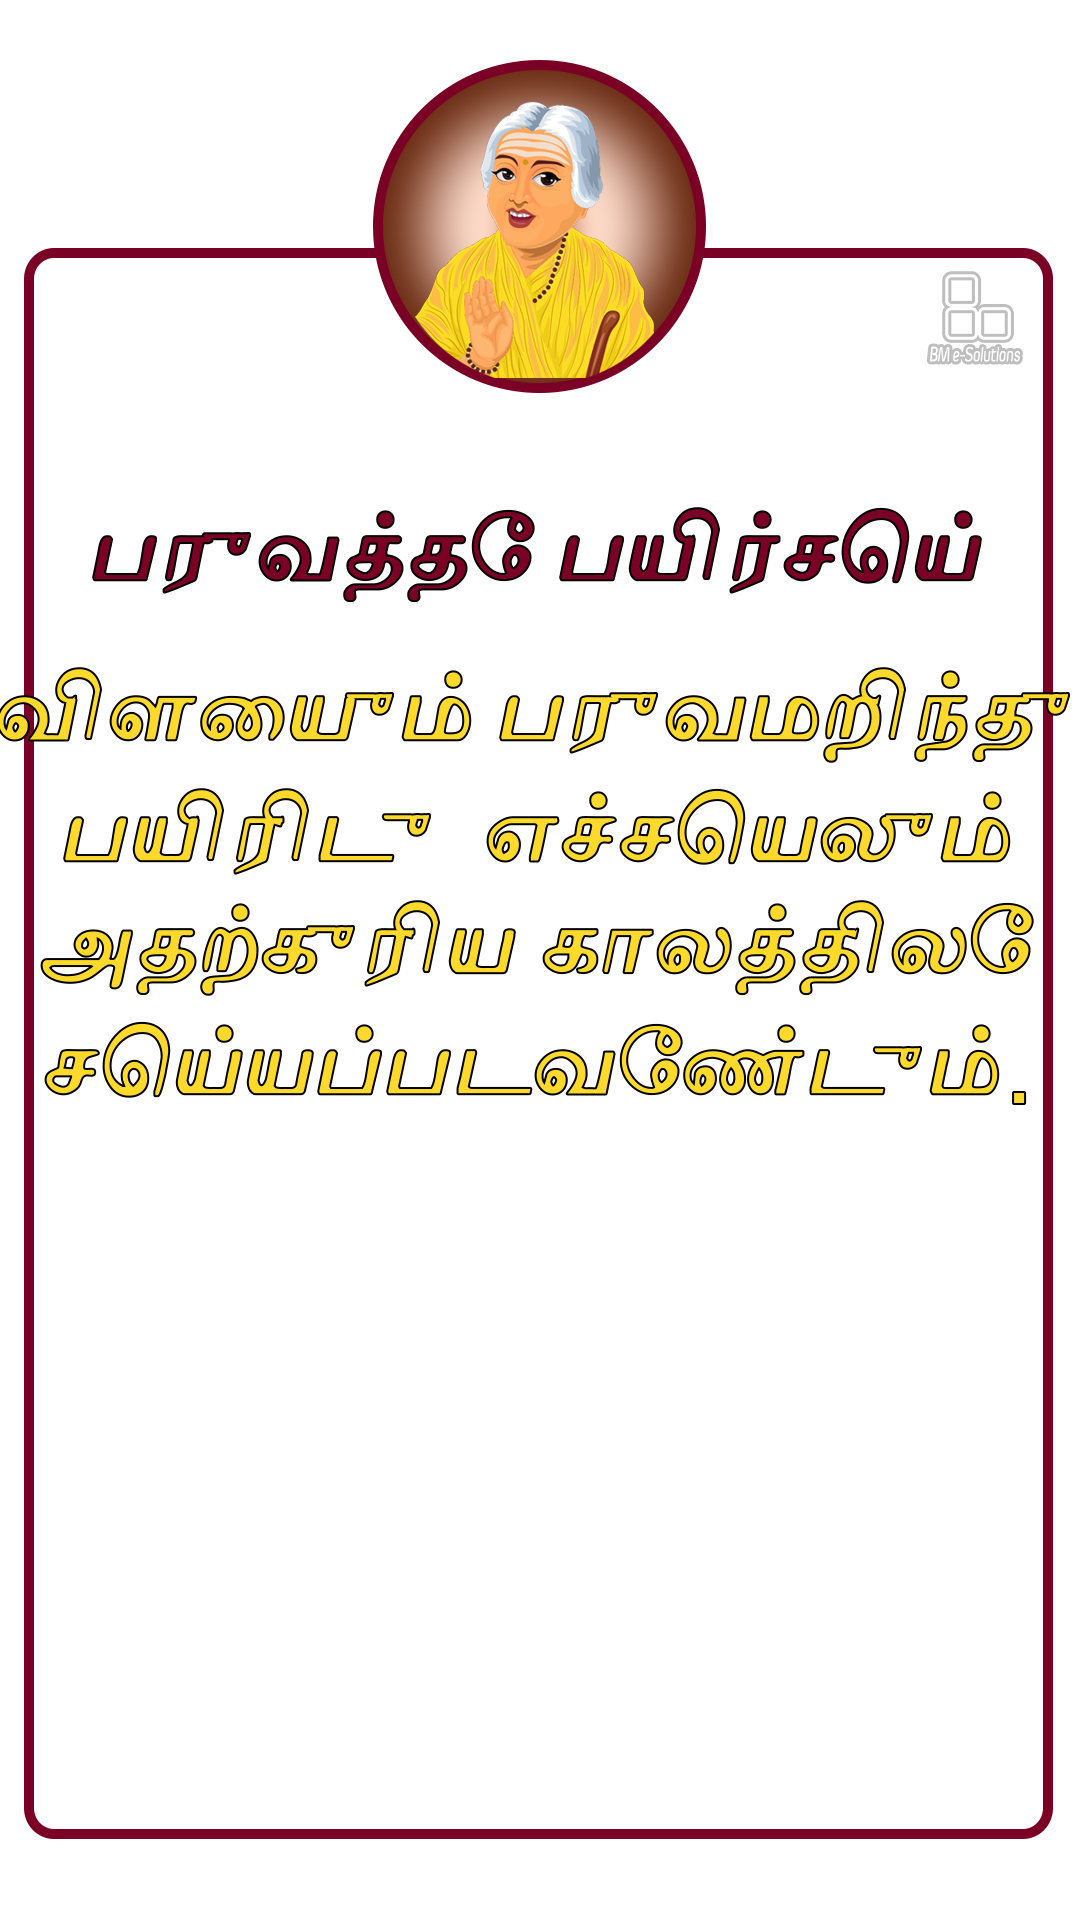 BM e-Solutions
பருவத்தே பயிர்செய்
விளையும் பருவமறிந்து
பயிரிடு எச்செயலும்
அதற்குரிய காலத்திலே
செய்யப்படவேண்டும்.